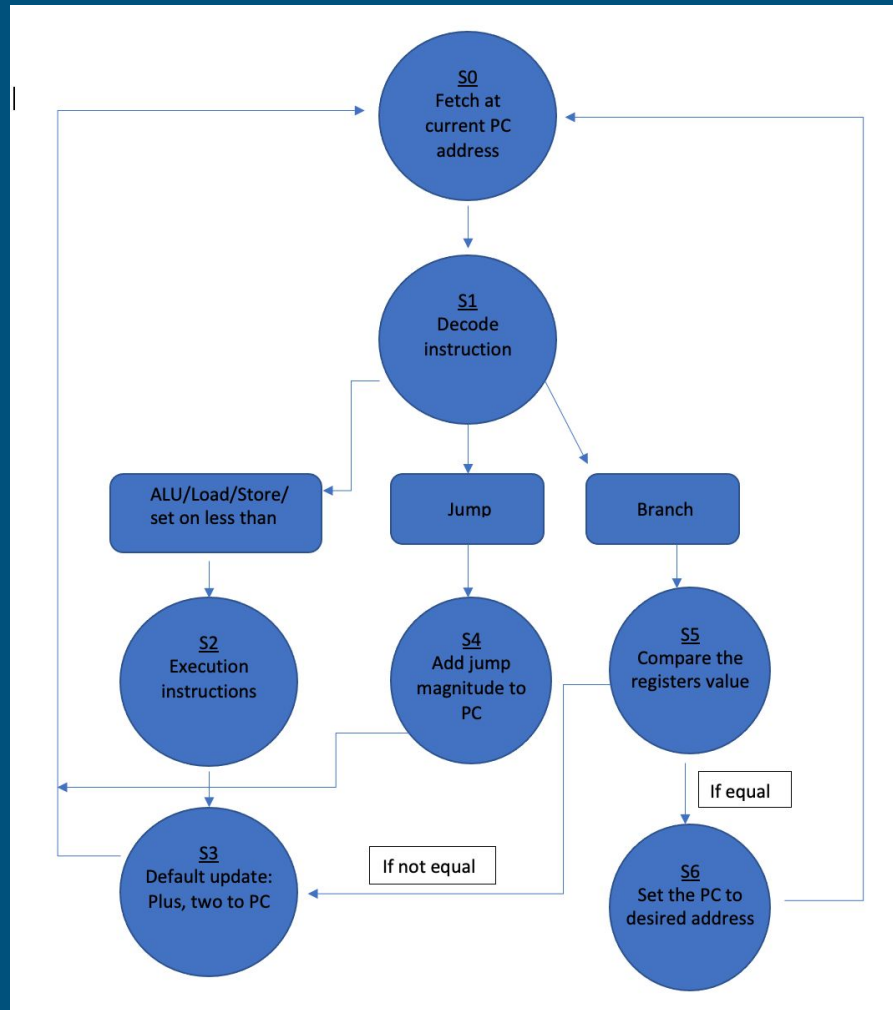 S0
Fetch at
current PC
address
S1
Decode
instruction
ALU/Load/Store/
set on less than
Jump
Branch
S2
Execution
instructions
S4
Add jump
magnitude to
PC
S5
Compare the
registers value
If equal
S3
Default update:
Plus, two to PC
If not equal
S6
Set the PC to
desired address